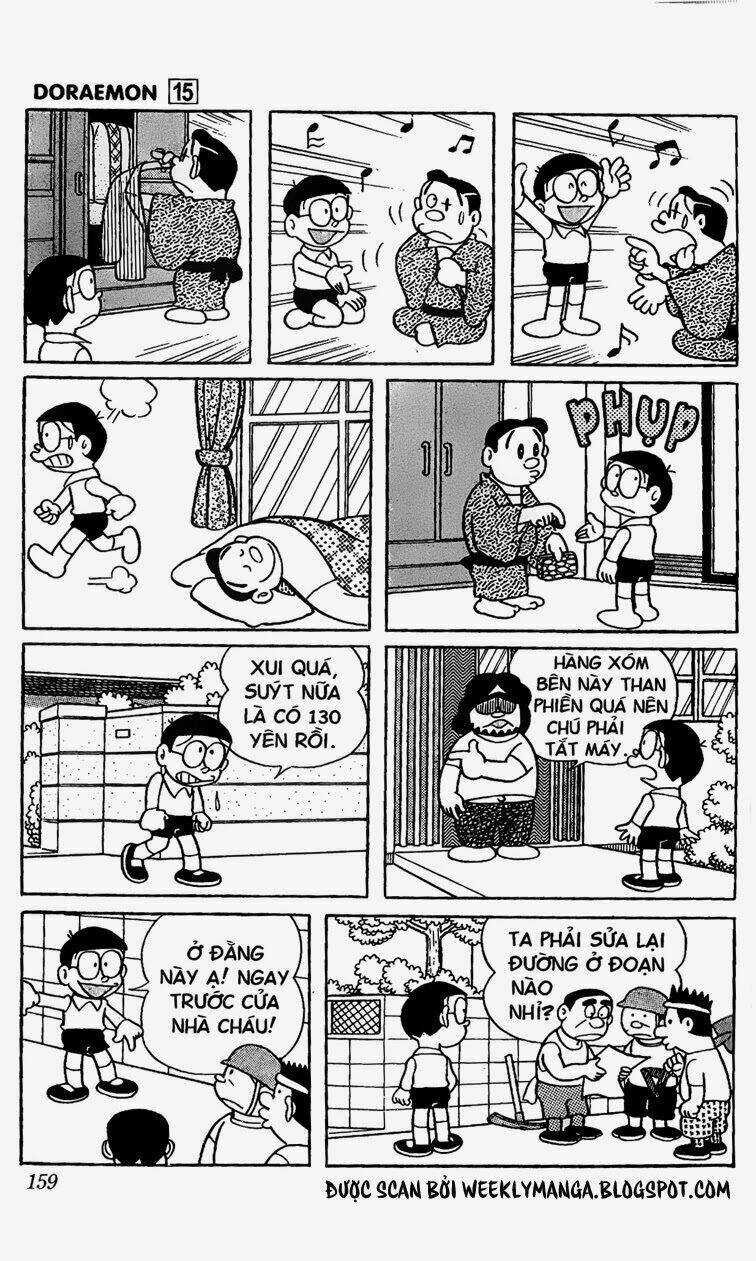 DORAEMON 15
PHỤP
HÀNG XÓM
BÊN NÀY THAN
PHIỀN QUÁ NÊN
CHÚ PHẢI
TẮT MÁY.
XUI QUÁ,
SUÝT NỮA
LÀ CÓ 130
YÊN RỒI.
TA PHẢI SỬA LẠI
ĐƯỜNG Ở ĐOẠN
NÀO
NHỈ?
Ở ĐẰNG
NÀY Ạ! NGAY
TRƯỚC CỬA
NHÀ CHÁU!
159
ĐƯỢC SCAN BỞI WEEKLYMANGA.BLOGSPOT.COM